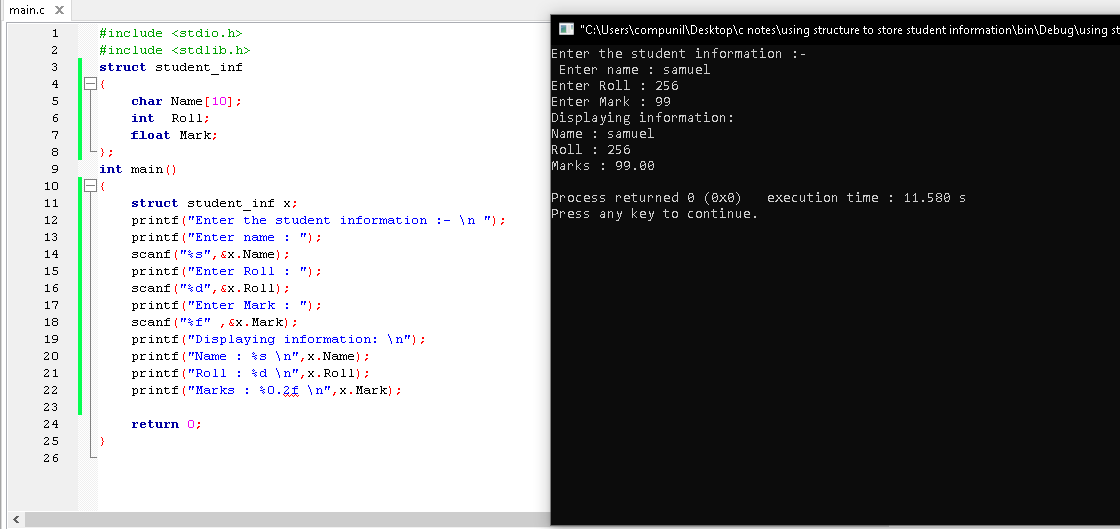 main.c
1 #include <stdio.h>
2 #include <stdlib.h>
3 struct student_inf
4 {
5 char Name[10];
6 int  Roll;
7 float Mark;
8 };
9 int main()
10 {
11 struct student_inf x;
12 printf("Enter the student information :- \n ");
13 printf("Enter name : ");
14 scanf("%s",&x.Name);
15 printf("Enter Roll : ");
16 scanf("%d",&x.Roll);
17 printf("Enter Mark : ");
18 scanf("%f" ,&x.Mark);
19 printf("Displaying information: \n");
20 printf("Name : %s \n",x.Name);
21 printf("Roll : %d \n",x.Roll);
22 printf("Marks : %0.2f \n",x.Mark);
23
24 return 0;
25 }
26
"C:\Users\compunil\Desktop\c notes\using structure to store student information\bin\Debug\using st
Enter the student information :-
 Enter name : samuel
Enter Roll : 256
Enter Mark : 99
Displaying information:
Name : samuel
Roll : 256
Marks : 99.00
Process returned 0 (0x0)   execution time : 11.580 s
Press any key to continue.